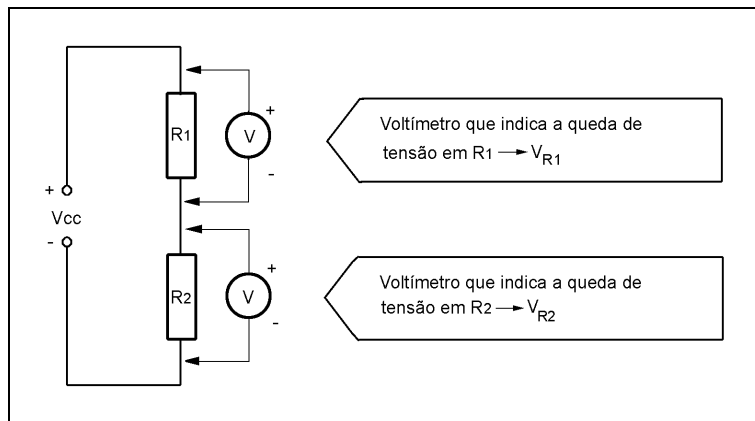 R1
+
V
-
Voltímetro que indica a queda de
tensão em R1 → VR1
+
Vcc
-
R2
+
V
-
Voltímetro que indica a queda de
tensão em R2 → VR2